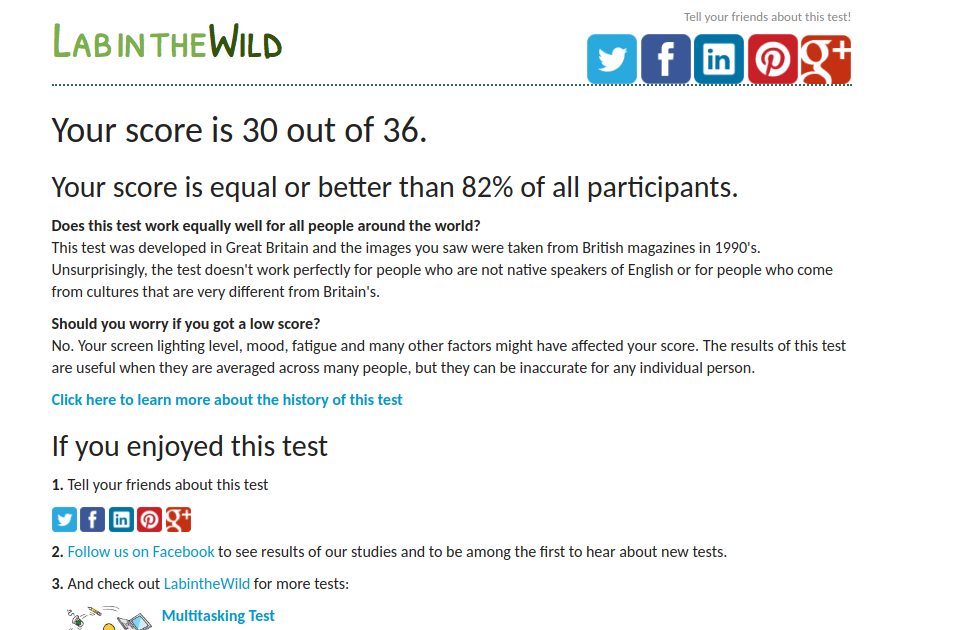 LAB IN THE WILD
Tell your friends about this test!
Your score is 30 out of 36.
Your score is equal or better than 82% of all participants.
Does this test work equally well for all people around the world?
This test was developed in Great Britain and the images you saw were taken from British magazines in 1990's.
Unsurprisingly, the test doesn't work perfectly for people who are not native speakers of English or for people who come
from cultures that are very different from Britain's.
Should you worry if you got a low score?
No. Your screen lighting level, mood, fatigue and many other factors might have affected your score. The results of this test
are useful when they are averaged across many people, but they can be inaccurate for any individual person.
Click here to learn more about the history of this test
If you enjoyed this test
1. Tell your friends about this test
2. Follow us on Facebook to see results of our studies and to be among the first to hear about new tests.
3. And check out LabintheWild for more tests:
Multitasking Test